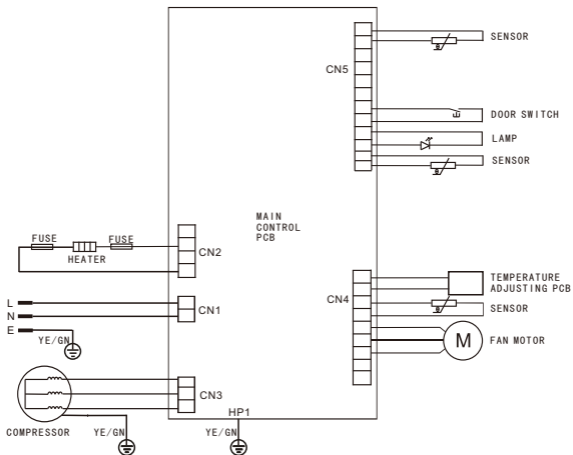 SENSOR
CN5
DOOR SWITCH
LAMP
SENSOR
MAIN
CONTROL
PCB
FUSE
FUSE
HEATER
CN2
TEMPERATURE
ADJUSTING PCB
L
N
E
CN1
CN4
SENSOR
YE/GN
M
FAN MOTOR
CN3
HP1
COMPRESSOR
YE/GN
YE/GN